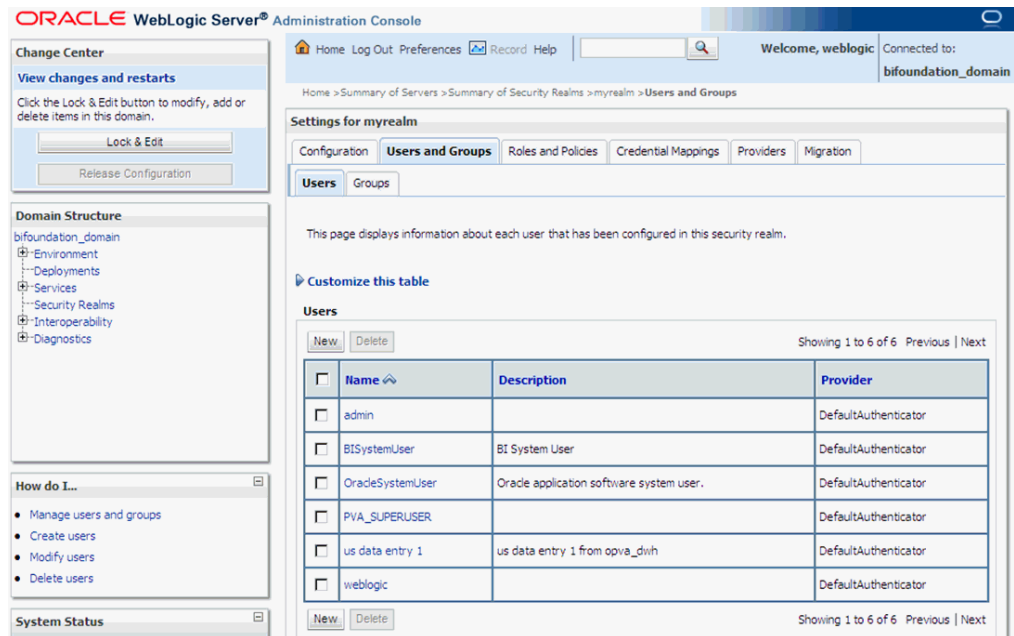 ORACLE WebLogic Server® Administration Console
Change Center
View changes and restarts
Click the Lock & Edit button to modify, add or
delete items in this domain.
Lock & Edit
Release Configuration
Domain Structure
bifoundation_domain
Environment
Deployments
Services
Security Realms
Interoperability
Diagnostics
How do I...
Manage users and groups
Create users
Modify users
Delete users
System Status
Home Log Out Preferences Record Help
Welcome, weblogic
Connected to:
bifoundation_domain
Home >Summary of Servers >Summary of Security Realms >myrealm >Users and Groups
Settings for myrealm
Configuration Users and Groups Roles and Policies Credential Mappings Providers Migration
Users Groups
This page displays information about each user that has been configured in this security realm.
Customize this table
Users
New Delete Showing 1 to 6 of 6 Previous | Next
Name Description Provider
admin DefaultAuthenticator
BISystemUser BI System User DefaultAuthenticator
OracleSystemUser Oracle application software system user. DefaultAuthenticator
PVA_SUPERUSER DefaultAuthenticator
us data entry 1 us data entry 1 from opva_dwh DefaultAuthenticator
weblogic DefaultAuthenticator
New Delete Showing 1 to 6 of 6 Previous | Next